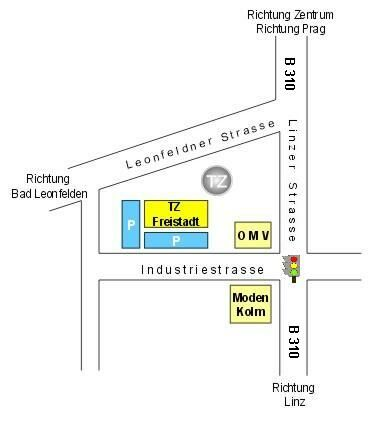 Richtung Zentrum
Richtung Prag
B 310
Leonfeldner Strasse
Linzer Strasse
Richtung
Bad Leonfelden
TZ
TZ
Freistadt
P
P
O M V
Industriestrasse
Moden
Kolm
B 310
Richtung
Linz